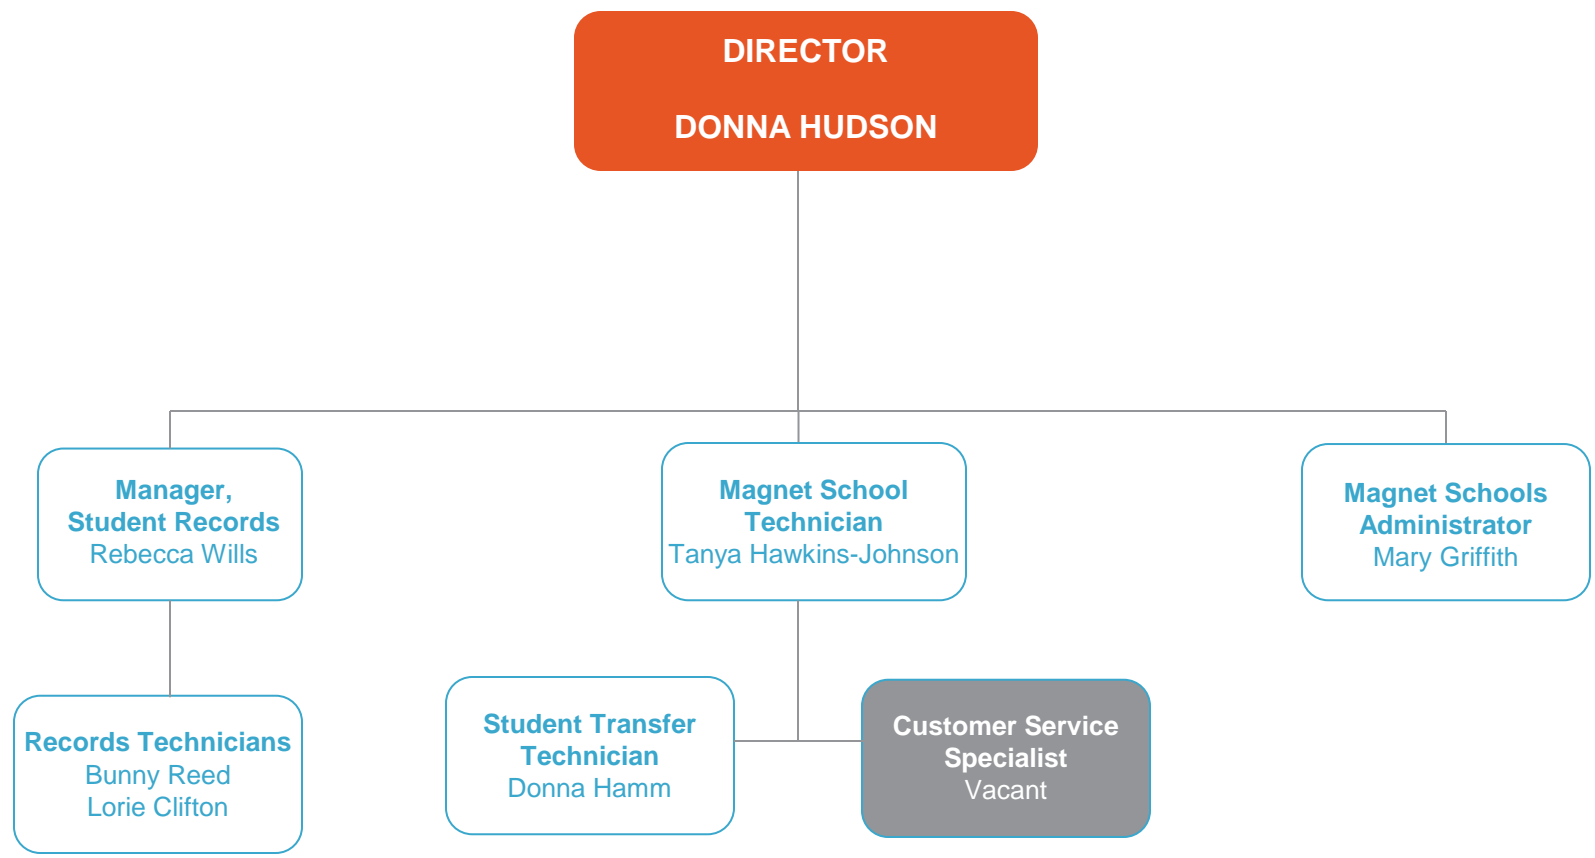 DIRECTOR
DONNA HUDSON
Manager,
Student Records
Rebecca Wills
Magnet School
Technician
Tanya Hawkins-Johnson
Magnet Schools
Administrator
Mary Griffith
Records Technicians
Bunny Reed
Lorie Clifton
Student Transfer
Technician
Donna Hamm
Customer Service
Specialist
Vacant